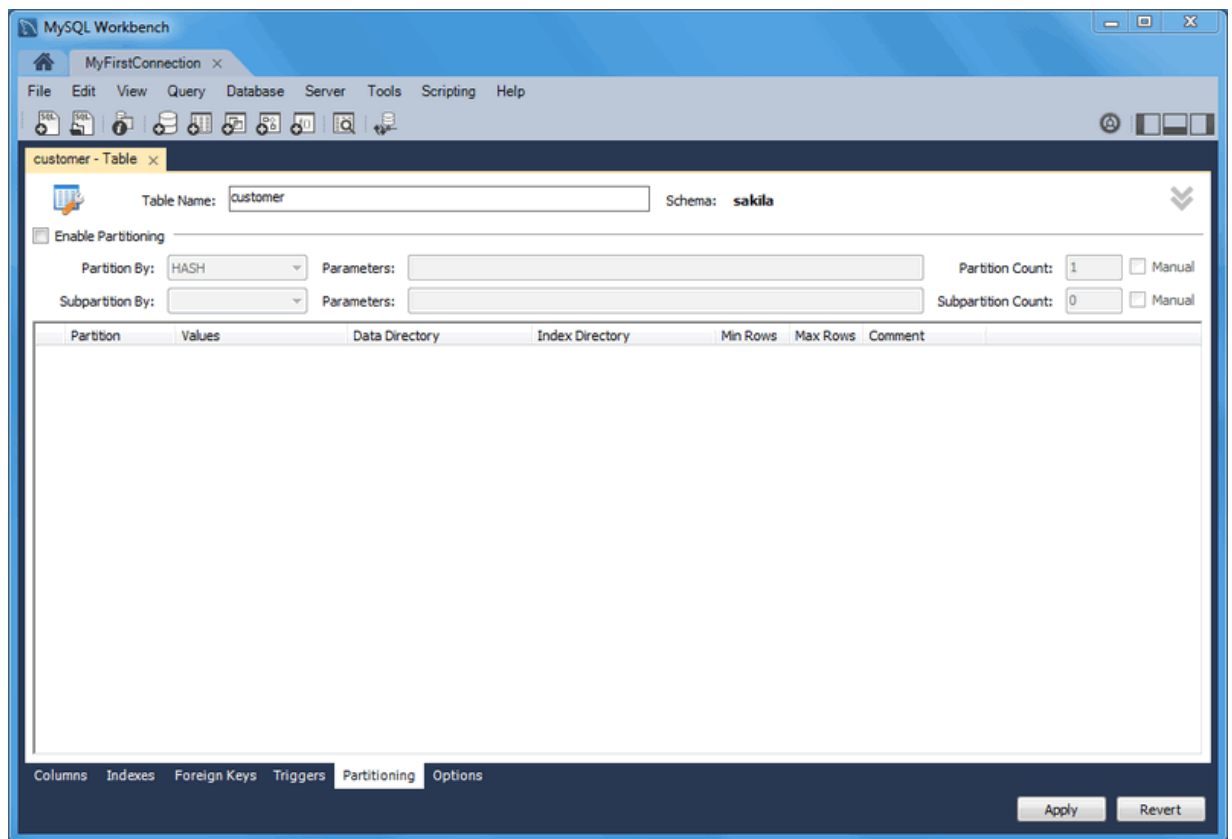 MySQL Workbench
MyFirstConnection
File Edit View Query Database Server Tools Scripting Help
SQL SQL
customer - Table
Table Name: customer Schema: sakila
Enable Partitioning
Partition By: HASH Parameters: Partition Count: 1 Manual
Subpartition By: Parameters: Subpartition Count: 0 Manual
Partition Values Data Directory Index Directory Min Rows Max Rows Comment
Columns Indexes Foreign Keys Triggers Partitioning Options
Apply Revert